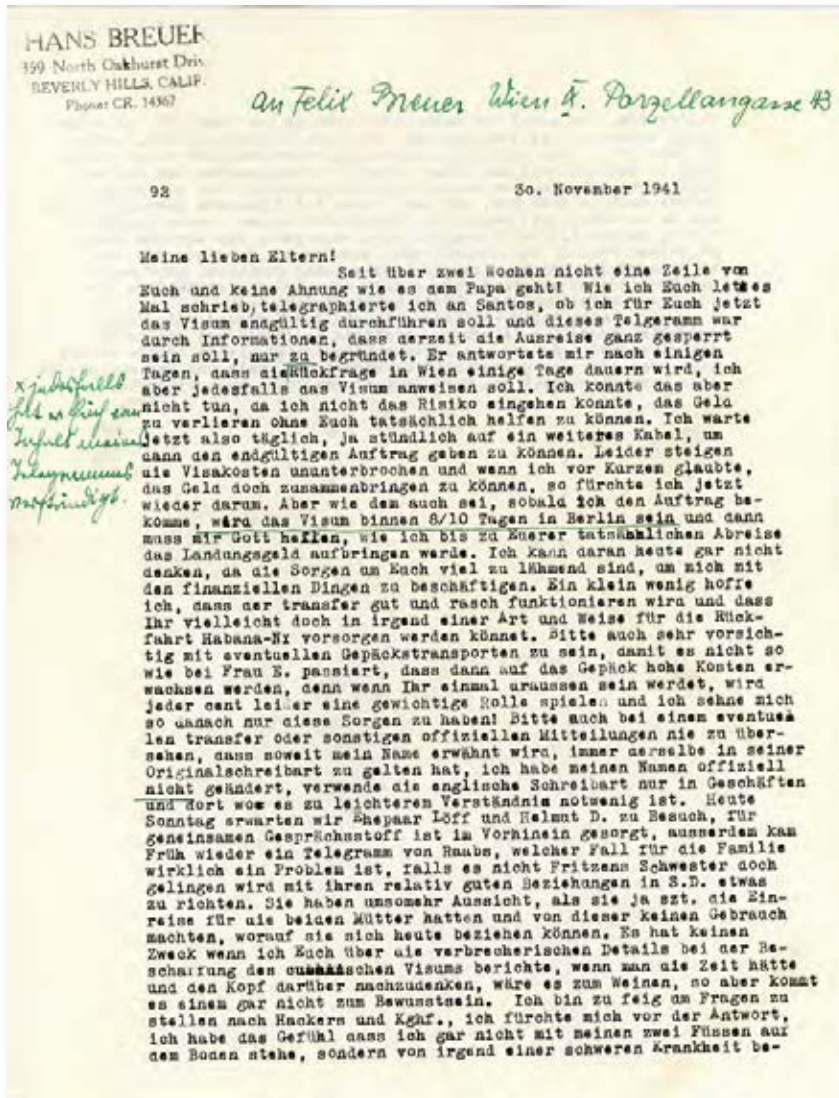 HANS BREUER
359 North Oakhurst Driv
BEVERLY HILLS, CALIF.
Phone: CR. 14367
An Felix Breuer Wien IX. Porzellangasse 43
92 30. November 1941
Meine lieben Eltern!
Seit über zwei Wochen nicht eine Zeile von
Euch und keine Ahnung wie es dem Papa geht! Wie ich Euch letztes
Mal schrieb, telegraphierte ich an Santos, ob ich für Euch jetzt
das Visum endgültig durchführen soll und dieses Telgeramm war
durch Informationen, dass derzeit die Ausreise ganz gesperrt
sein soll, nur zu begründet. Er antwortete mir nach einigen
Tagen, dass die Rückfrage in Wien einige Tage dauern wird, ich
aber jedesfalls das Visum anweisen soll. Ich konnte das aber
nicht tun, da ich nicht das Risiko eingehen konnte, das Geld
zu verlieren ohne Euch tatsächlich helfen zu können. Ich warte
jetzt also täglich, ja stündlich auf ein weiteres Kabel, um
dann den endgültigen Auftrag geben zu können. Leider steigen
die Visakosten ununterbrochen und wenn ich vor Kurzem glaubte,
das Geld doch zusammenbringen zu können, so fürchte ich jetzt
wieder darum. Aber wie dem auch sei, sobald ich den Auftrag be-
komme, wird das Visum binnen 8/10 Tagen in Berlin sein und dann
muss mir Gott helfen, wie ich bis zu Euerer tatsächlichen Abreise
das Landungsgeld aufbringen werde. Ich kann daran heute gar nicht
denken, da die Sorgen um Euch viel zu lähmend sind, um mich mit
den finanziellen Dingen zu beschäftigen. Ein klein wenig hoffe
ich, dass der transfer gut und rasch funktionieren wird und dass
Ihr vielleicht doch in irgend einer Art und Weise für die Rück-
fahrt Habana-NY vorsorgen werden könnet. Bitte auch sehr vorsich-
tig mit eventuellen Gepäckstransporten zu sein, damit es nicht so
wie bei Frau E. passiert, dass dann auf das Gepäck hohe Kosten er-
wachsen werden, denn wenn Ihr einmal draussen sein werdet, wird
jeder cent leider eine gewichtige Rolle spielen und ich sehne mich
so danach nur diese Sorgen zu haben! Bitte auch bei einem eventuel
len transfer oder sonstigen offiziellen Mitteilungen nie zu über-
sehen, dass soweit mein Name erwähnt wird, immer derselbe in seiner
Originalschreibart zu gelten hat, ich habe meinen Namen offiziell
nicht geändert, verwende die englische Schreibart nur in Geschäften
und dort wo es zu leichterem Verständnis notwenig ist. Heute
Sonntag erwarten wir Ehepaar Löff und Helmut D. zu Besuch, für
geneinsamen Gesprächsstoff ist im Vorhinein gesorgt, ausserdem kam
Früh wieder ein Telegramm von Raabs, welcher Fall für die Familie
wirklich ein Problem ist, falls es nicht Fritzens Schwester doch
gelingen wird mit ihren relativ guten Beziehungen in S.D. etwas
zu richten. Sie haben umsomehr Aussicht, als sie ja szt. die Ein-
reise für die beiden Mütter hatten und von dieser keinen Gebrauch
machten, worauf sie sich heute beziehen können. Es hat keinen
Zweck wenn ich Euch über die verbrecherischen Details bei der Be-
schaffung des cubanischen Visums berichte, wenn man die Zeit hätte
und den Kopf darüber nachzudenken, wäre es zum Weinen, so aber kommt
es einem gar nicht zum Bewusstsein. Ich bin zu feig um Fragen zu
stellen nach Hackers und Kghf., ich fürchte mich vor der Antwort,
ich habe das Gefühl dass ich gar nicht mit meinen zwei Füssen auf
dem Boden stehe, sondern von irgend einer schweren Krankheit be-
x jedesfalls
hat er Euch vom
Inhalt meines
Telegramms
verständigt.